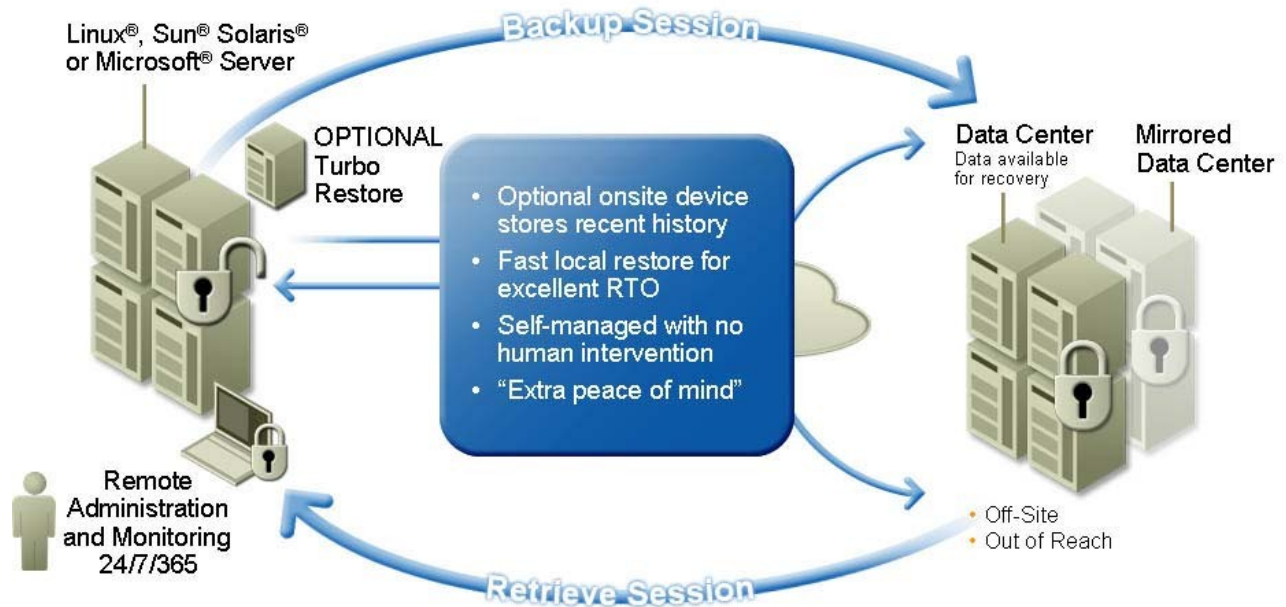 Backup Session
Linux®, Sun® Solaris®
or Microsoft® Server
OPTIONAL
Turbo
Restore
• Optional onsite device
stores recent history
• Fast local restore for
excellent RTO
• Self-managed with no
human intervention
• “Extra peace of mind”
Data Center
Data available
for recovery
Mirrored
Data Center
Remote
Administration
and Monitoring
24/7/365
• Off-Site
• Out of Reach
Retrieve Session